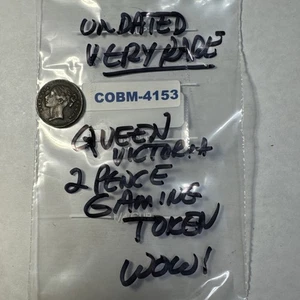 UNDATED
VERY RARE
COBM-4153
QUEEN
VICTORIA
2 PENCE
GAMING
TOKEN
WOW!